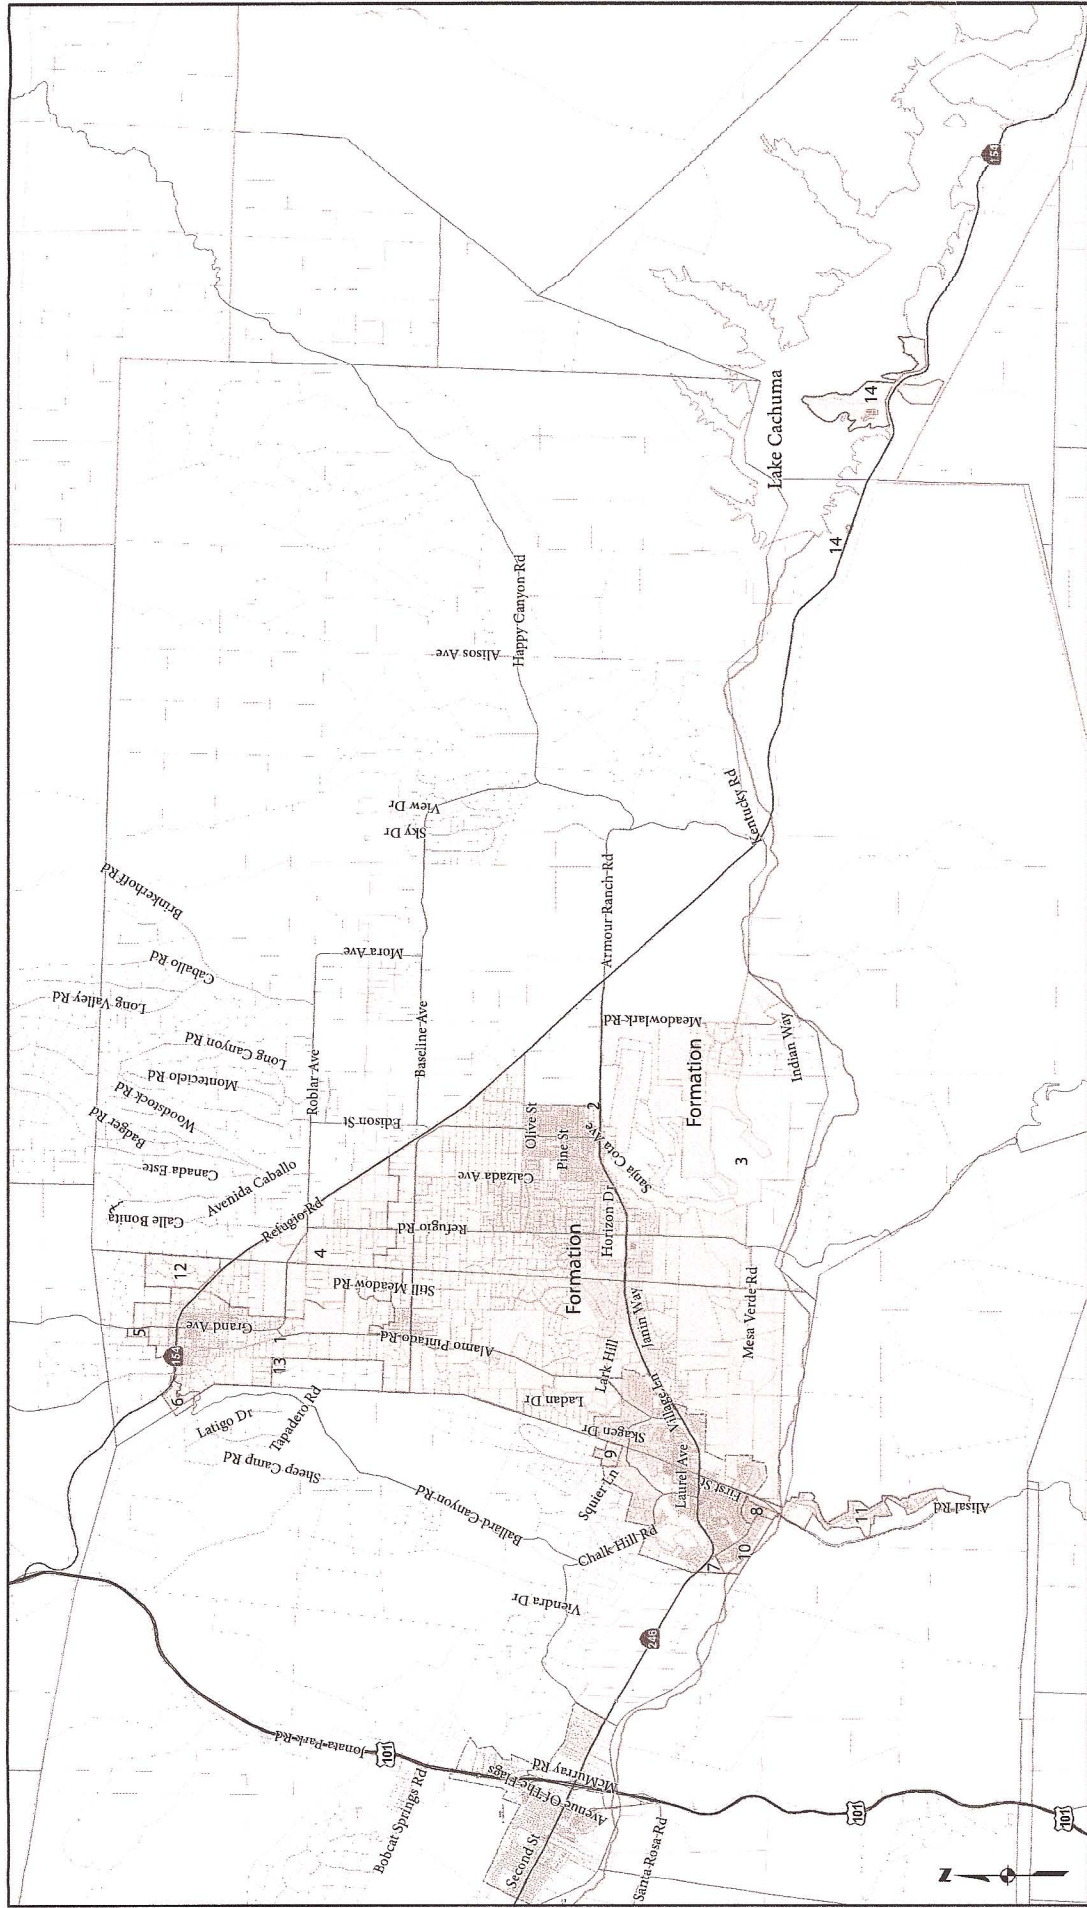 Brinkerhoff Rd
Caballo Rd
Long Valley Rd
Long Canyon Rd
Montecielo Rd
Woodstock Rd
Badger Rd
Canada Este
Avenida Caballo
Calle Bonita
Refugio Rd
Roblar Ave
Mora Ave
Edison St
Baseline Ave
Sky Dr
View Dr
Alisos Ave
Happy Canyon Rd
Armour Ranch Rd
Kentucky Rd
Lake Cachuma
14
14
154
Meadowlark Rd
Formation
Indian Way
3
2
Olive St
Pine St
Calzada Ave
Sanja Cota Ave
Horizon Dr
Refugio Rd
Formation
4
12
Still Meadow Rd
5
Grand Ave
154
1
13
6
Alamo Pintado Rd
Mesa Verde Rd
Janin Way
Lark Hill
Ladan Dr
Village Ln
Skagen Dr
Latigo Dr
Tapadero Rd
Sheep Camp Rd
Ballard Canyon Rd
9
Squier Ln
Laurel Ave
First St
Chalk Hill Rd
8
7
10
11
Alisal Rd
Viendra Dr
246
Jonata Park Rd
101
Bobcat Springs Rd
McMurray Rd
Avenue Of The Flags
Second St
Santa Rosa Rd
101
101
N